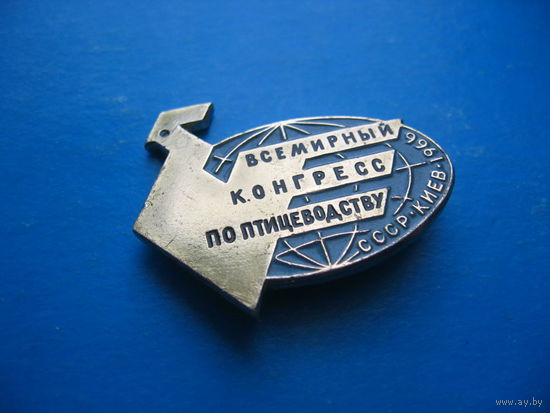 ВСЕМИРНЫЙ
КОНГРЕСС
ПО ПТИЦЕВОДСТВУ
СССР·КИЕВ·1966
www.ay.by